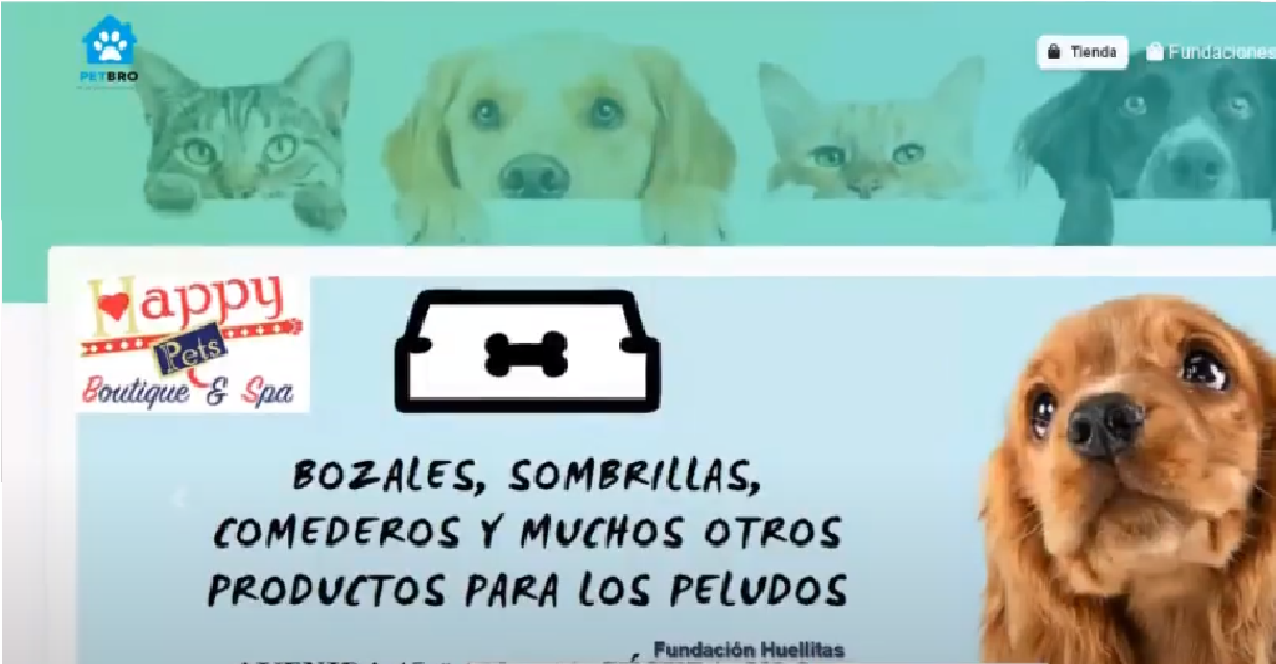 PETBRO
Tienda
Fundaciones
Happy
Pets
Boutique & Spa
BOZALES, SOMBRILLAS,
COMEDEROS Y MUCHOS OTROS
PRODUCTOS PARA LOS PELUDOS
Fundación Huellitas